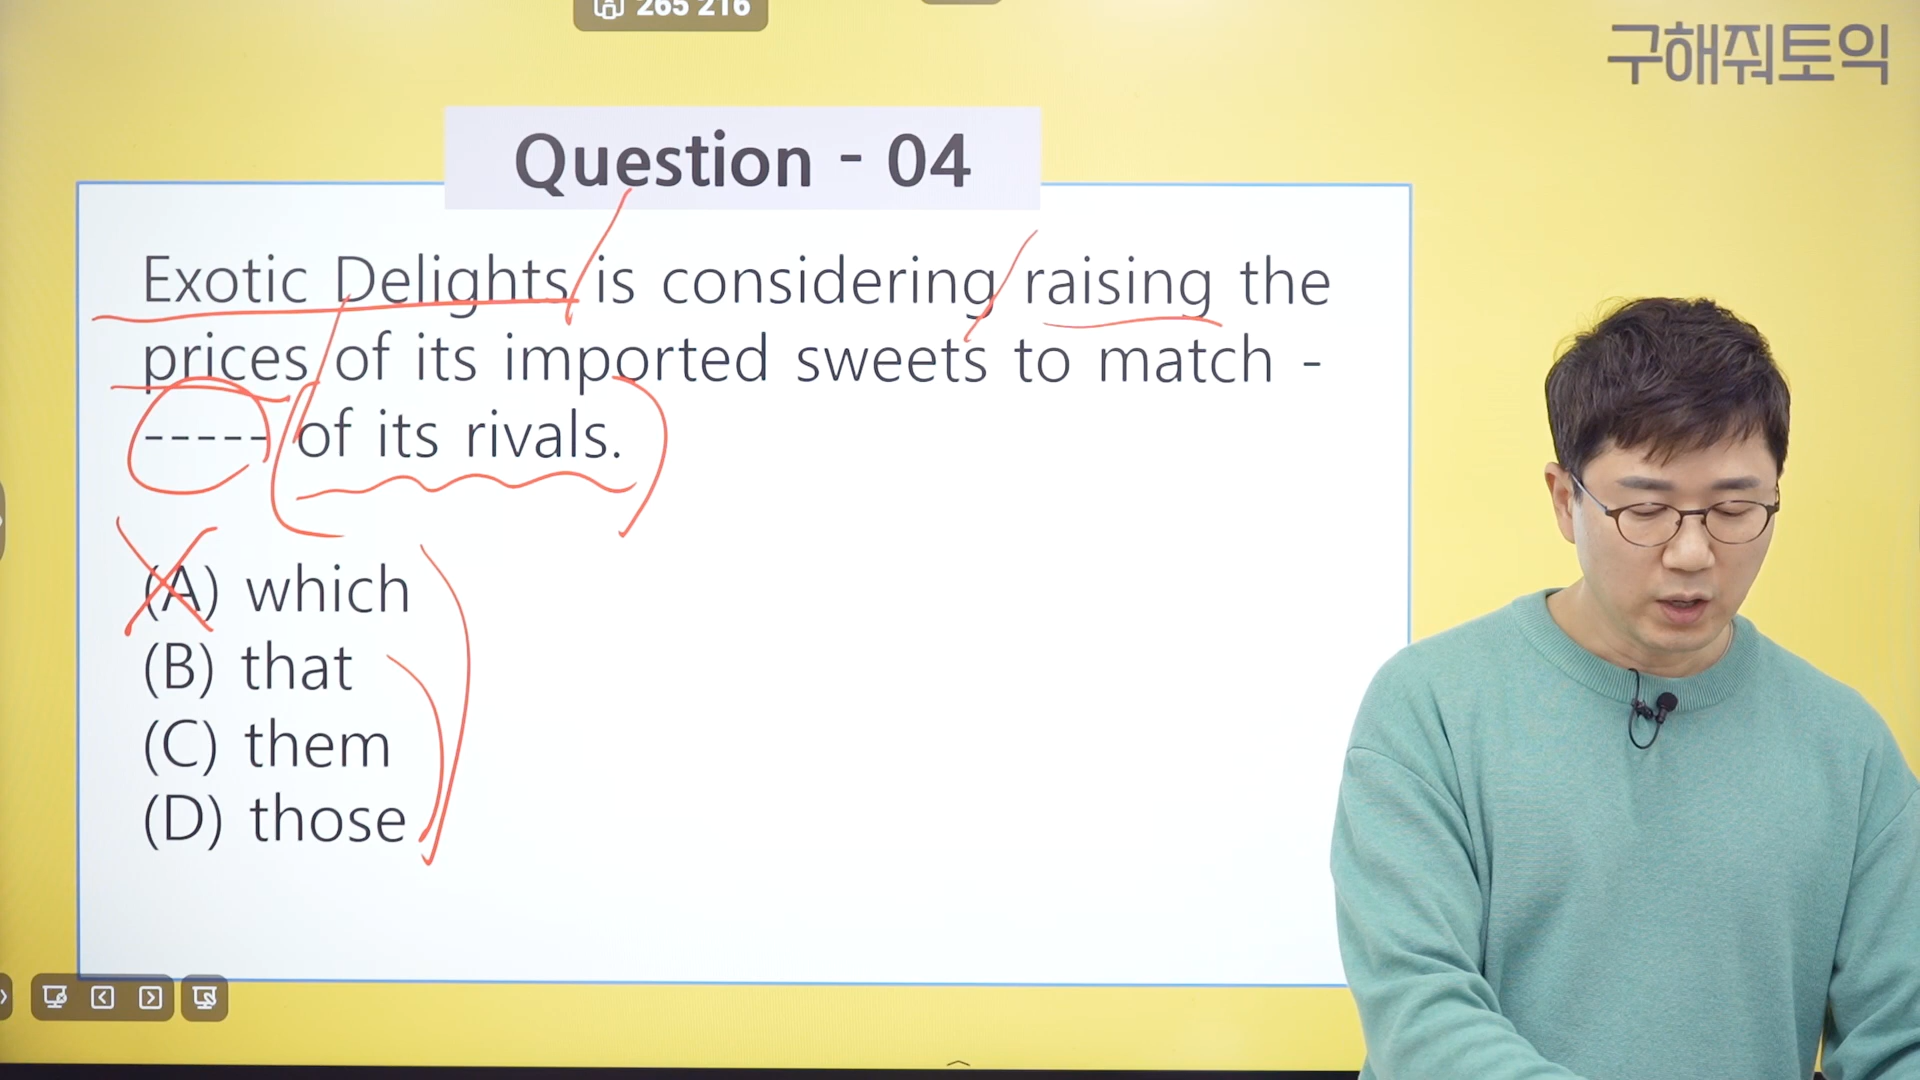 265 216
구해줘토익
Question - 04
Exotic Delights is considering raising the
prices of its imported sweets to match -
----- of its rivals.
(A) which
(B) that
(C) them
(D) those